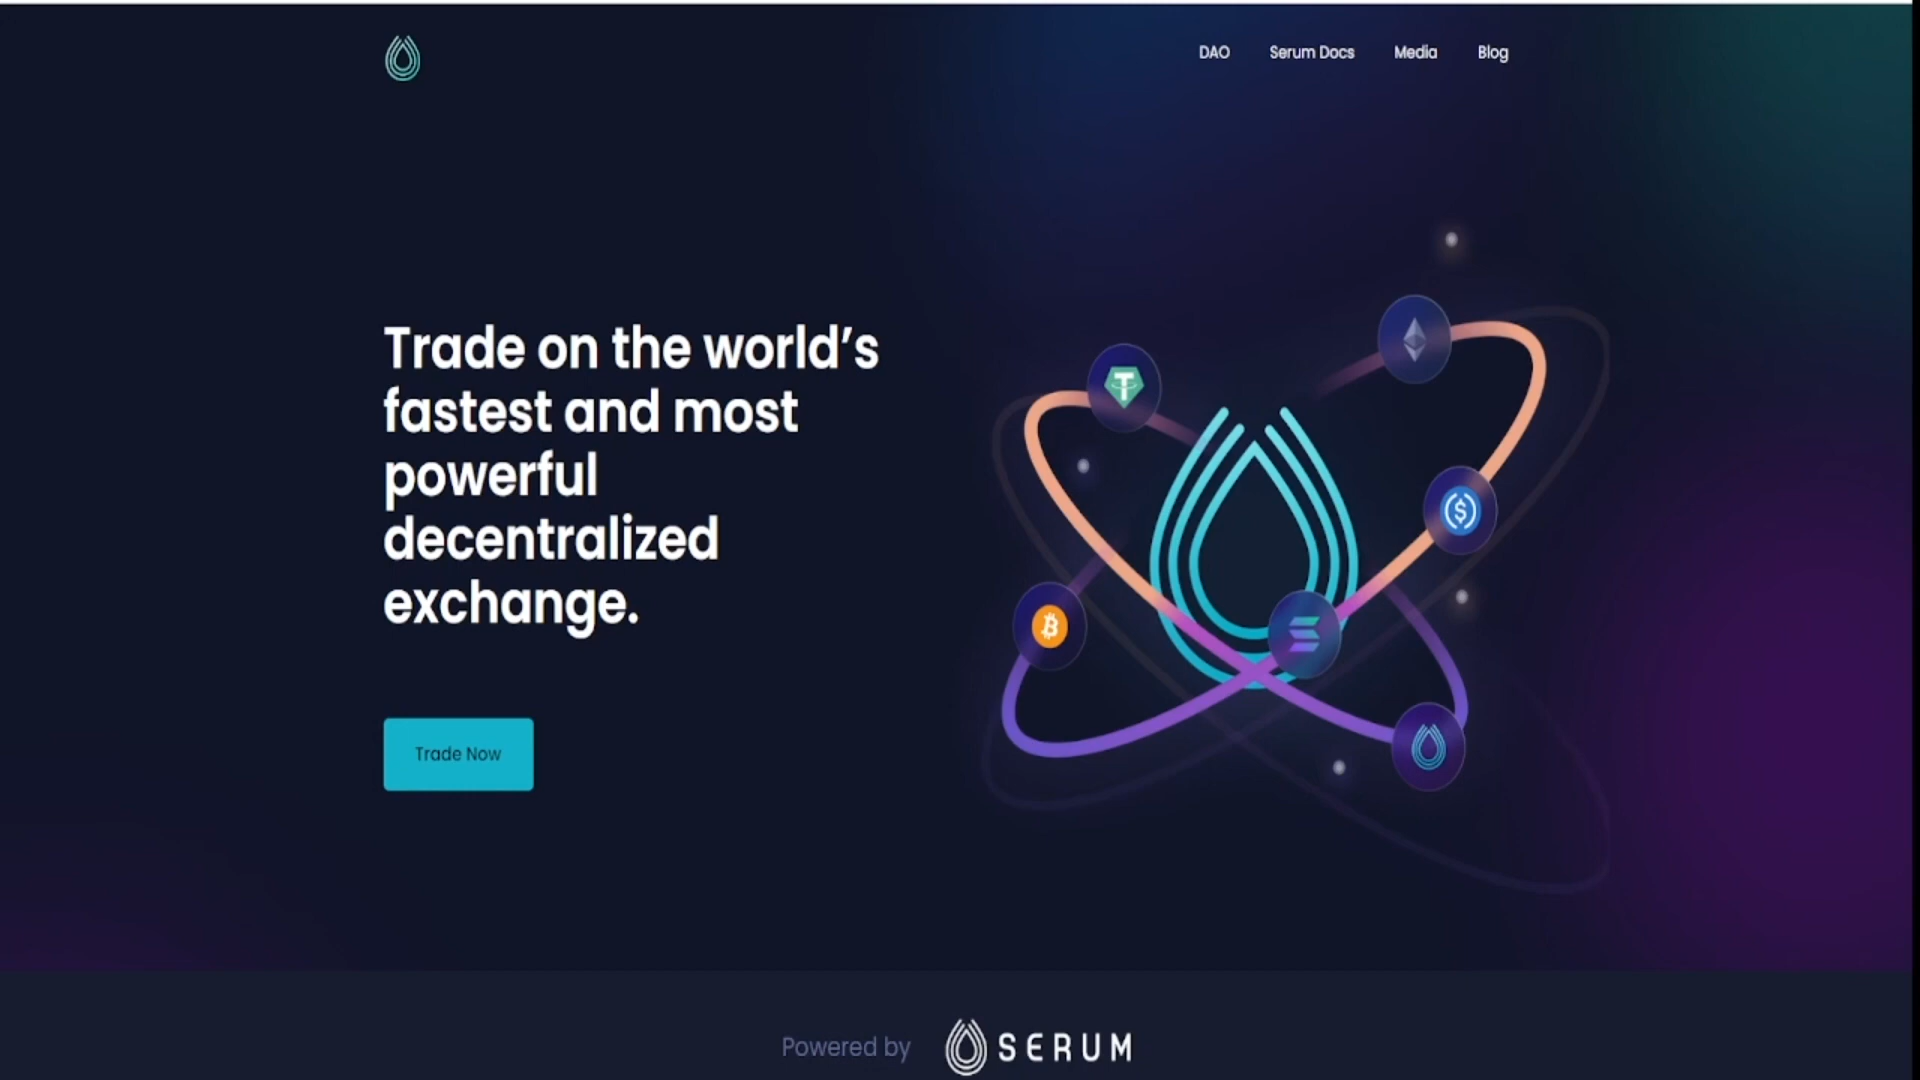 DAO Serum Docs Media Blog
Trade on the world’s
fastest and most
powerful
decentralized
exchange.
Trade Now
Powered by SERUM